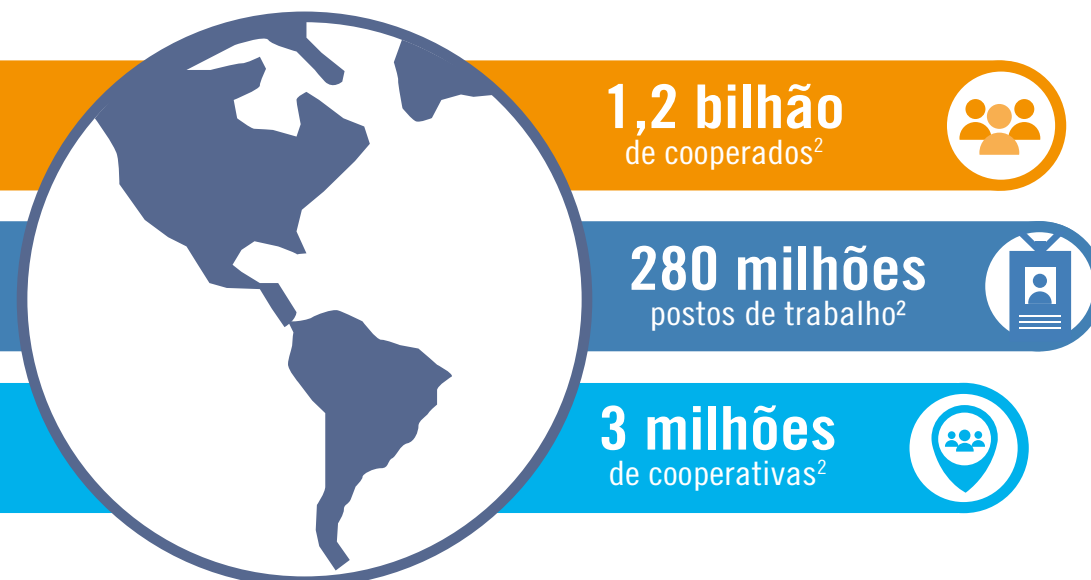 1,2 bilhão
de cooperados²
280 milhões
postos de trabalho²
3 milhões
de cooperativas²